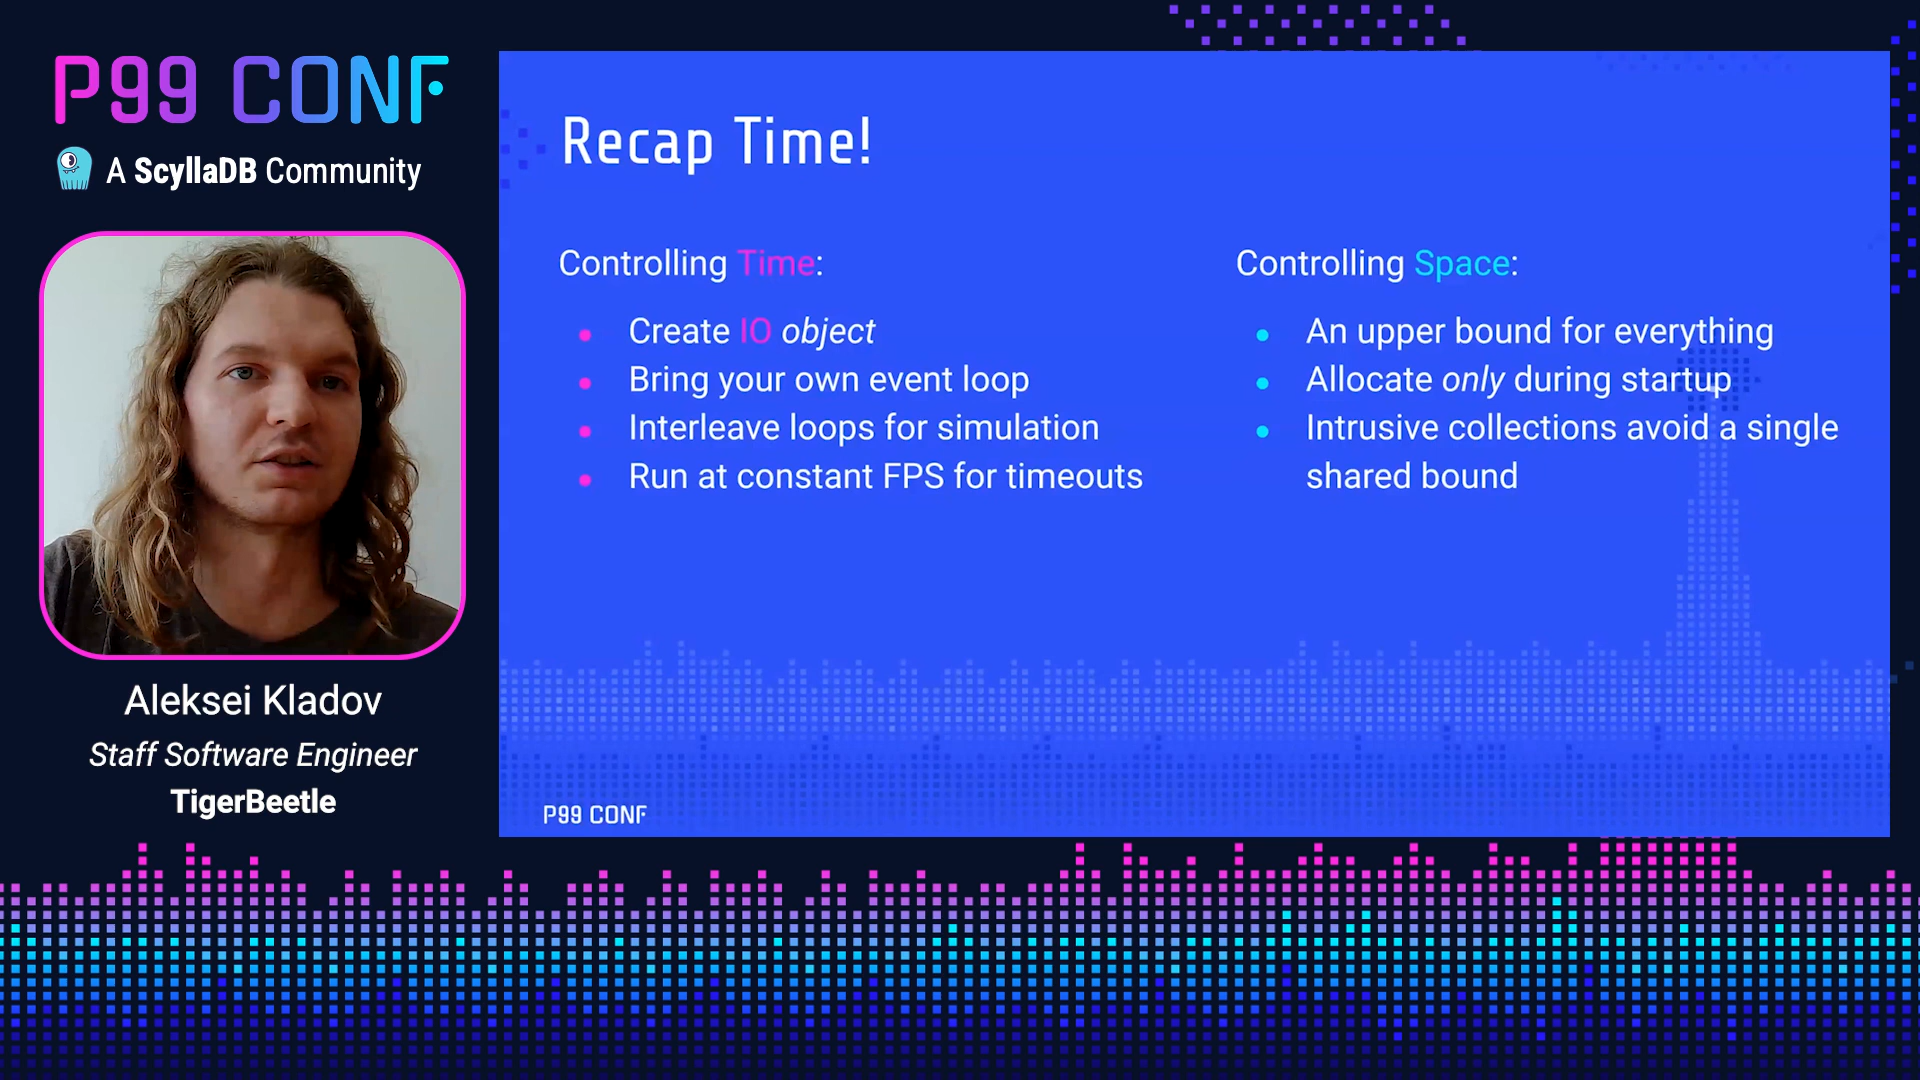 P99 CONF
A ScyllaDB Community
Aleksei Kladov
Staff Software Engineer
TigerBeetle
Recap Time!
Controlling Time:
• Create IO object
• Bring your own event loop
• Interleave loops for simulation
• Run at constant FPS for timeouts
Controlling Space:
• An upper bound for everything
• Allocate only during startup
• Intrusive collections avoid a single
shared bound
P99 CONF